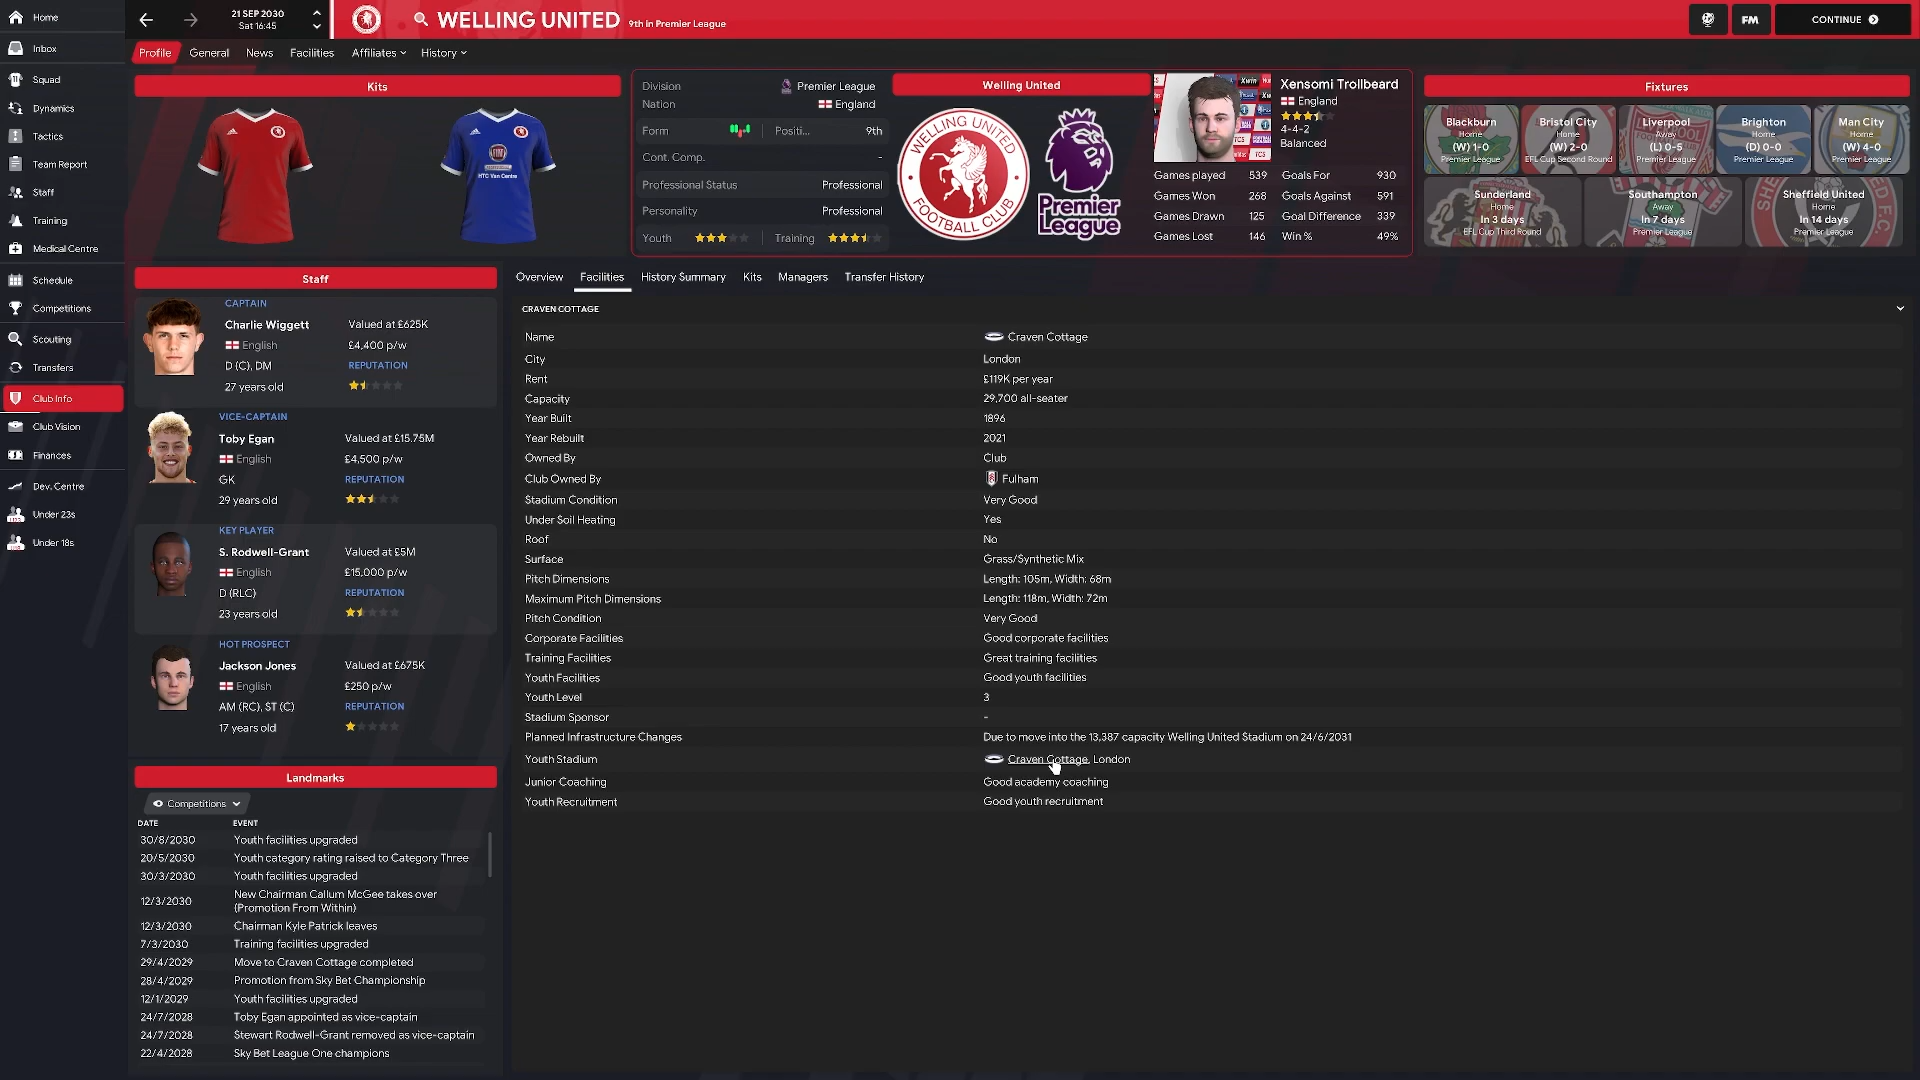 Home
Inbox
Squad
Dynamics
Tactics
Team Report
Staff
Training
Medical Centre
Schedule
Competitions
Scouting
Transfers
Club Info
Club Vision
Finances
Dev. Centre
Under 23s
Under 18s
21 SEP 2030
Sat 16:45
WELLING UNITED
9th in Premier League
FM
CONTINUE
Profile
General
News
Facilities
Affiliates
History
Kits
HTC Van Centre
Division
Premier League
Nation
England
Form
Positi...
9th
Cont. Comp.
-
Professional Status
Professional
Personality
Professional
Youth
Training
Welling United
WELLING UNITED
FOOTBALL CLUB
Premier League
Xensomi Trollbeard
England
4-4-2
Balanced
Games played 539
Goals For 930
Games Won 268
Goals Against 591
Games Drawn 125
Goal Difference 339
Games Lost 146
Win % 49%
Fixtures
Blackburn
Home
(W) 1-0
Premier League
Bristol City
Home
(W) 2-0
EFL Cup Second Round
Liverpool
Away
(L) 0-5
Premier League
Brighton
Home
(D) 0-0
Premier League
Man City
Home
(W) 4-0
Premier League
Sunderland
Home
In 3 days
EFL Cup Third Round
Southampton
Away
In 7 days
Premier League
Sheffield United
Home
In 14 days
Premier League
Staff
CAPTAIN
Charlie Wiggett
Valued at £625K
English
£4,400 p/w
D (C), DM
REPUTATION
27 years old
VICE-CAPTAIN
Toby Egan
Valued at £15.75M
English
£4,500 p/w
GK
REPUTATION
29 years old
KEY PLAYER
S. Rodwell-Grant
Valued at £5M
English
£15,000 p/w
D (RLC)
REPUTATION
23 years old
HOT PROSPECT
Jackson Jones
Valued at £675K
English
£250 p/w
AM (RC), ST (C)
REPUTATION
17 years old
Landmarks
Competitions
DATE EVENT
30/8/2030 Youth facilities upgraded
20/5/2030 Youth category rating raised to Category Three
30/3/2030 Youth facilities upgraded
12/3/2030 New Chairman Callum McGee takes over
(Promotion From Within)
12/3/2030 Chairman Kyle Patrick leaves
7/3/2030 Training facilities upgraded
29/4/2029 Move to Craven Cottage completed
28/4/2029 Promotion from Sky Bet Championship
12/1/2029 Youth facilities upgraded
24/7/2028 Toby Egan appointed as vice-captain
24/7/2028 Stewart Rodwell-Grant removed as vice-captain
22/4/2028 Sky Bet League One champions
Overview
Facilities
History Summary
Kits
Managers
Transfer History
CRAVEN COTTAGE
Name Craven Cottage
City London
Rent £119K per year
Capacity 29,700 all-seater
Year Built 1896
Year Rebuilt 2021
Owned By Club
Club Owned By Fulham
Stadium Condition Very Good
Under Soil Heating Yes
Roof No
Surface Grass/Synthetic Mix
Pitch Dimensions Length: 105m, Width: 68m
Maximum Pitch Dimensions Length: 118m, Width: 72m
Pitch Condition Very Good
Corporate Facilities Good corporate facilities
Training Facilities Great training facilities
Youth Facilities Good youth facilities
Youth Level 3
Stadium Sponsor -
Planned Infrastructure Changes Due to move into the 13,387 capacity Welling United Stadium on 24/6/2031
Youth Stadium Craven Cottage, London
Junior Coaching Good academy coaching
Youth Recruitment Good youth recruitment